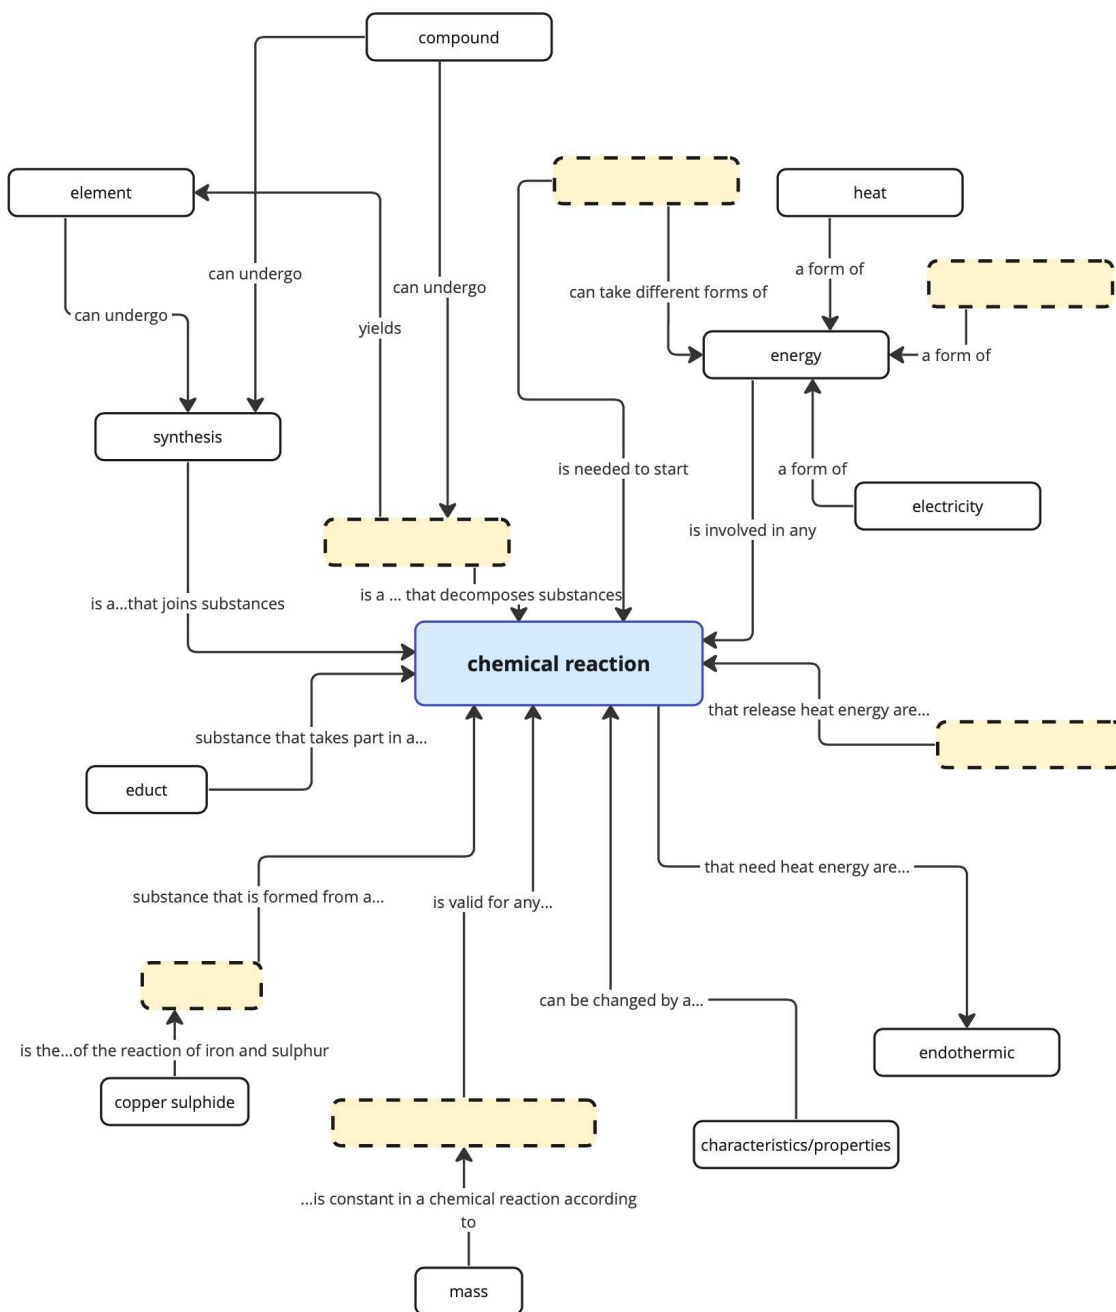 compound
element
heat
can undergo
can undergo
can undergo
yields
a form of
can take different forms of
energy
a form of
synthesis
is needed to start
a form of
electricity
is involved in any
is a...that joins substances
is a ... that decomposes substances
chemical reaction
that release heat energy are...
substance that takes part in a...
educt
that need heat energy are...
substance that is formed from a...
is valid for any...
can be changed by a...
is the...of the reaction of iron and sulphur
endothermic
copper sulphide
characteristics/properties
...is constant in a chemical reaction according
to
mass